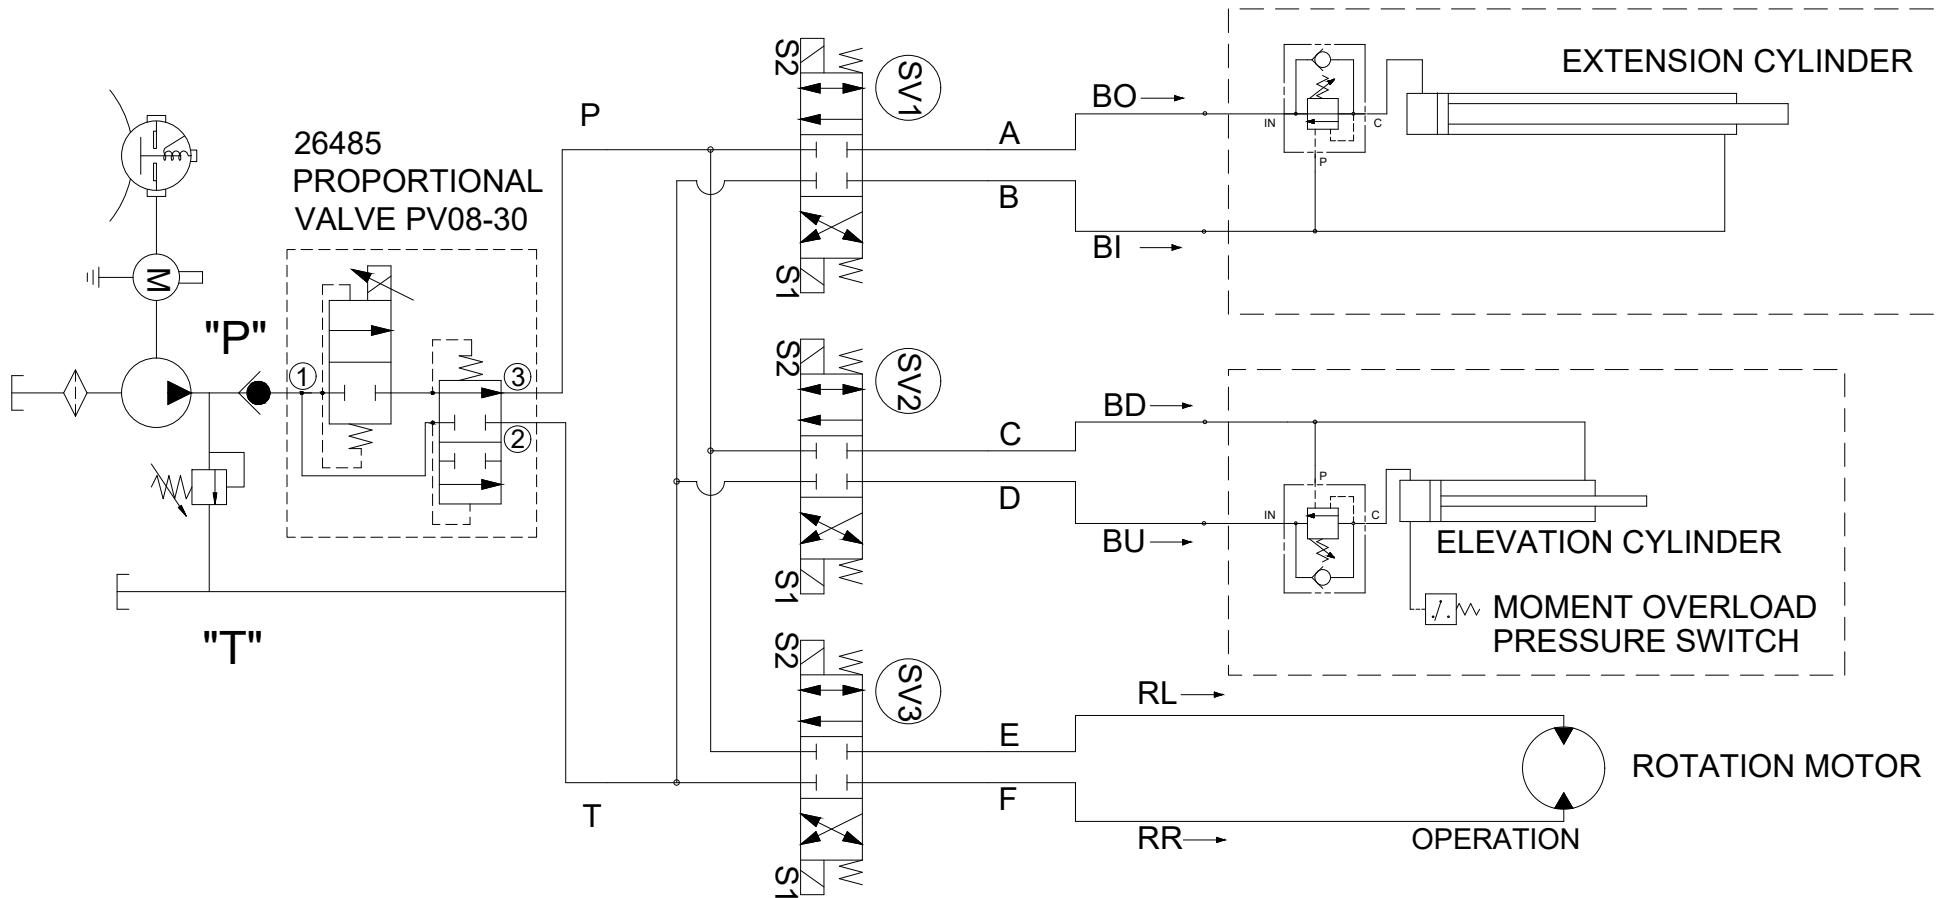 26485
PROPORTIONAL
VALVE PV08-30
"P"
"T"
M
1
3
2
P
T
S2
SV1
S1
A
B
BO
BI
IN
C
P
EXTENSION CYLINDER
S2
SV2
S1
C
D
BD
BU
P
IN
C
ELEVATION CYLINDER
MOMENT OVERLOAD
PRESSURE SWITCH
S2
SV3
S1
E
F
RL
RR
ROTATION MOTOR
OPERATION